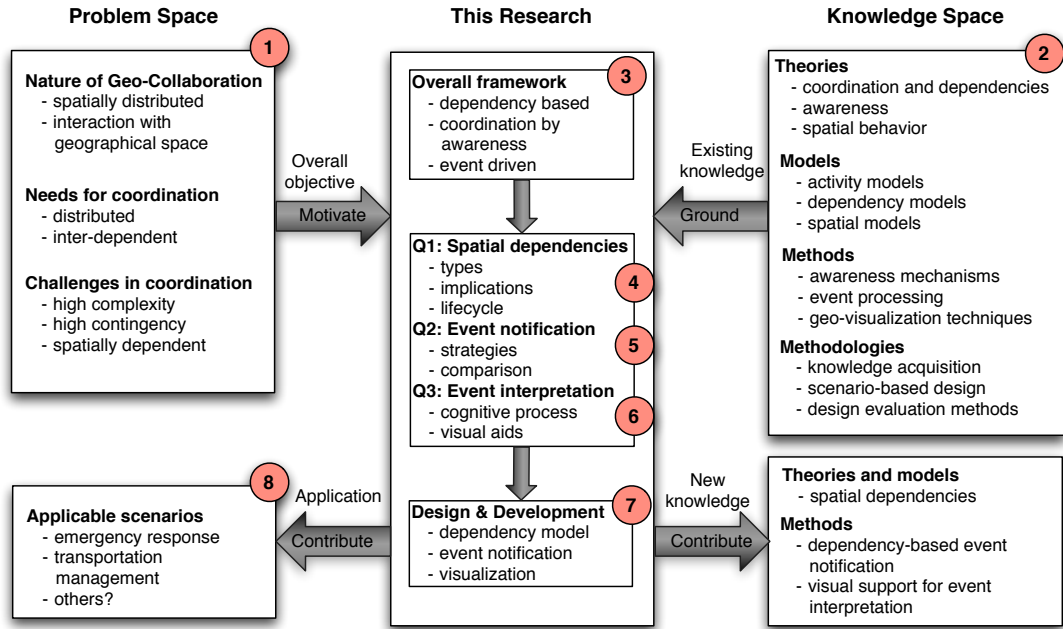 Problem Space
This Research
Knowledge Space
1
Nature of Geo-Collaboration
- spatially distributed
- interaction with
geographical space
Needs for coordination
- distributed
- inter-dependent
Challenges in coordination
- high complexity
- high contingency
- spatially dependent
Overall
objective
Motivate
3
Overall framework
- dependency based
- coordination by
awareness
- event driven
Q1: Spatial dependencies
- types
- implications
- lifecycle
4
Q2: Event notification
- strategies
- comparison
5
Q3: Event interpretation
- cognitive process
- visual aids
6
7
Design & Development
- dependency model
- event notification
- visualization
Existing
knowledge
Ground
2
Theories
- coordination and dependencies
- awareness
- spatial behavior
Models
- activity models
- dependency models
- spatial models
Methods
- awareness mechanisms
- event processing
- geo-visualization techniques
Methodologies
- knowledge acquisition
- scenario-based design
- design evaluation methods
8
Applicable scenarios
- emergency response
- transportation
management
- others?
Application
Contribute
New
knowledge
Contribute
Theories and models
- spatial dependencies
Methods
- dependency-based event
notification
- visual support for event
interpretation